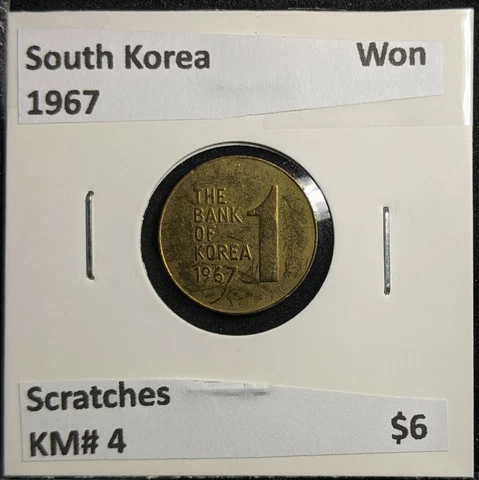 South Korea Won
1967
THE
BANK
OF
KOREA
1967
1
Scratches
KM# 4 $6